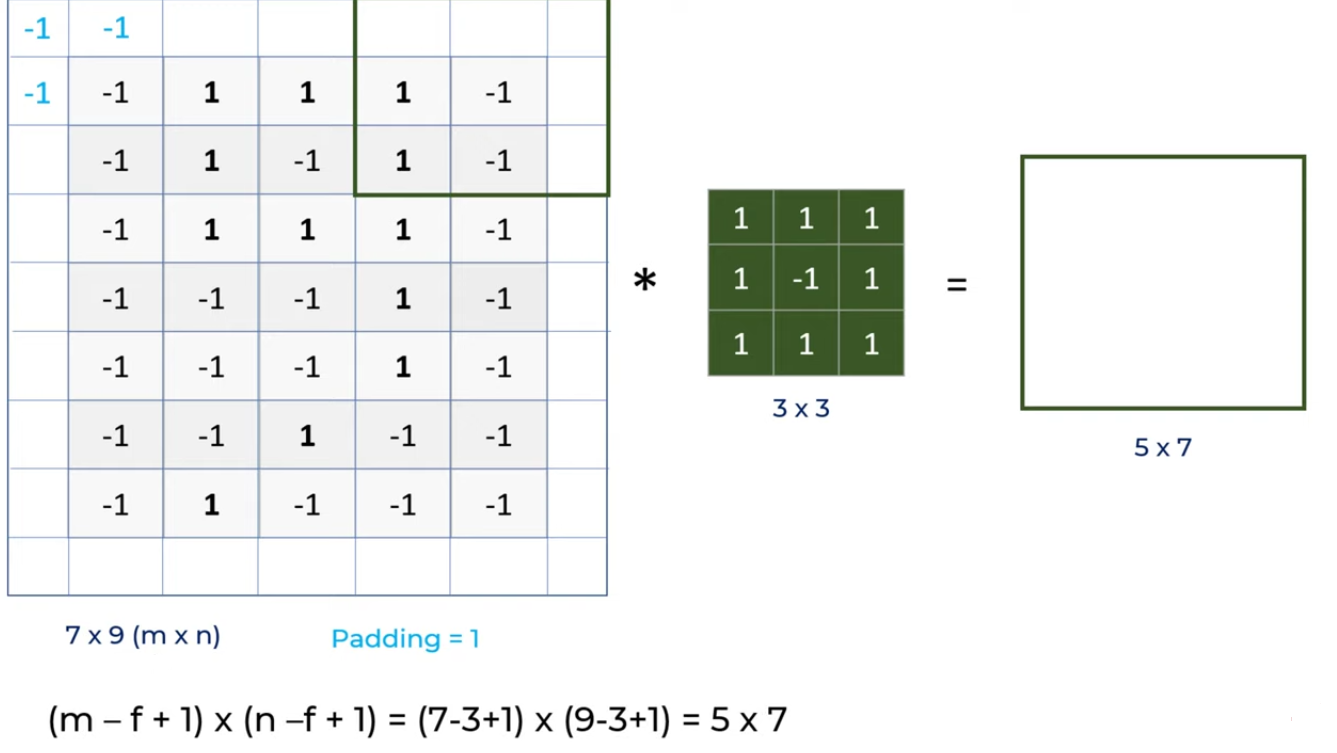 -1 -1
-1 -1 1 1 1 -1
-1 1 -1 1 -1
-1 1 1 1 -1
-1 -1 -1 1 -1
-1 -1 -1 1 -1
-1 -1 1 -1 -1
-1 1 -1 -1 -1
7 x 9 (m x n)
Padding = 1
*
1 1 1
1 -1 1
1 1 1
3 x 3
=
5 x 7
(m – f + 1) x (n –f + 1) = (7-3+1) x (9-3+1) = 5 x 7